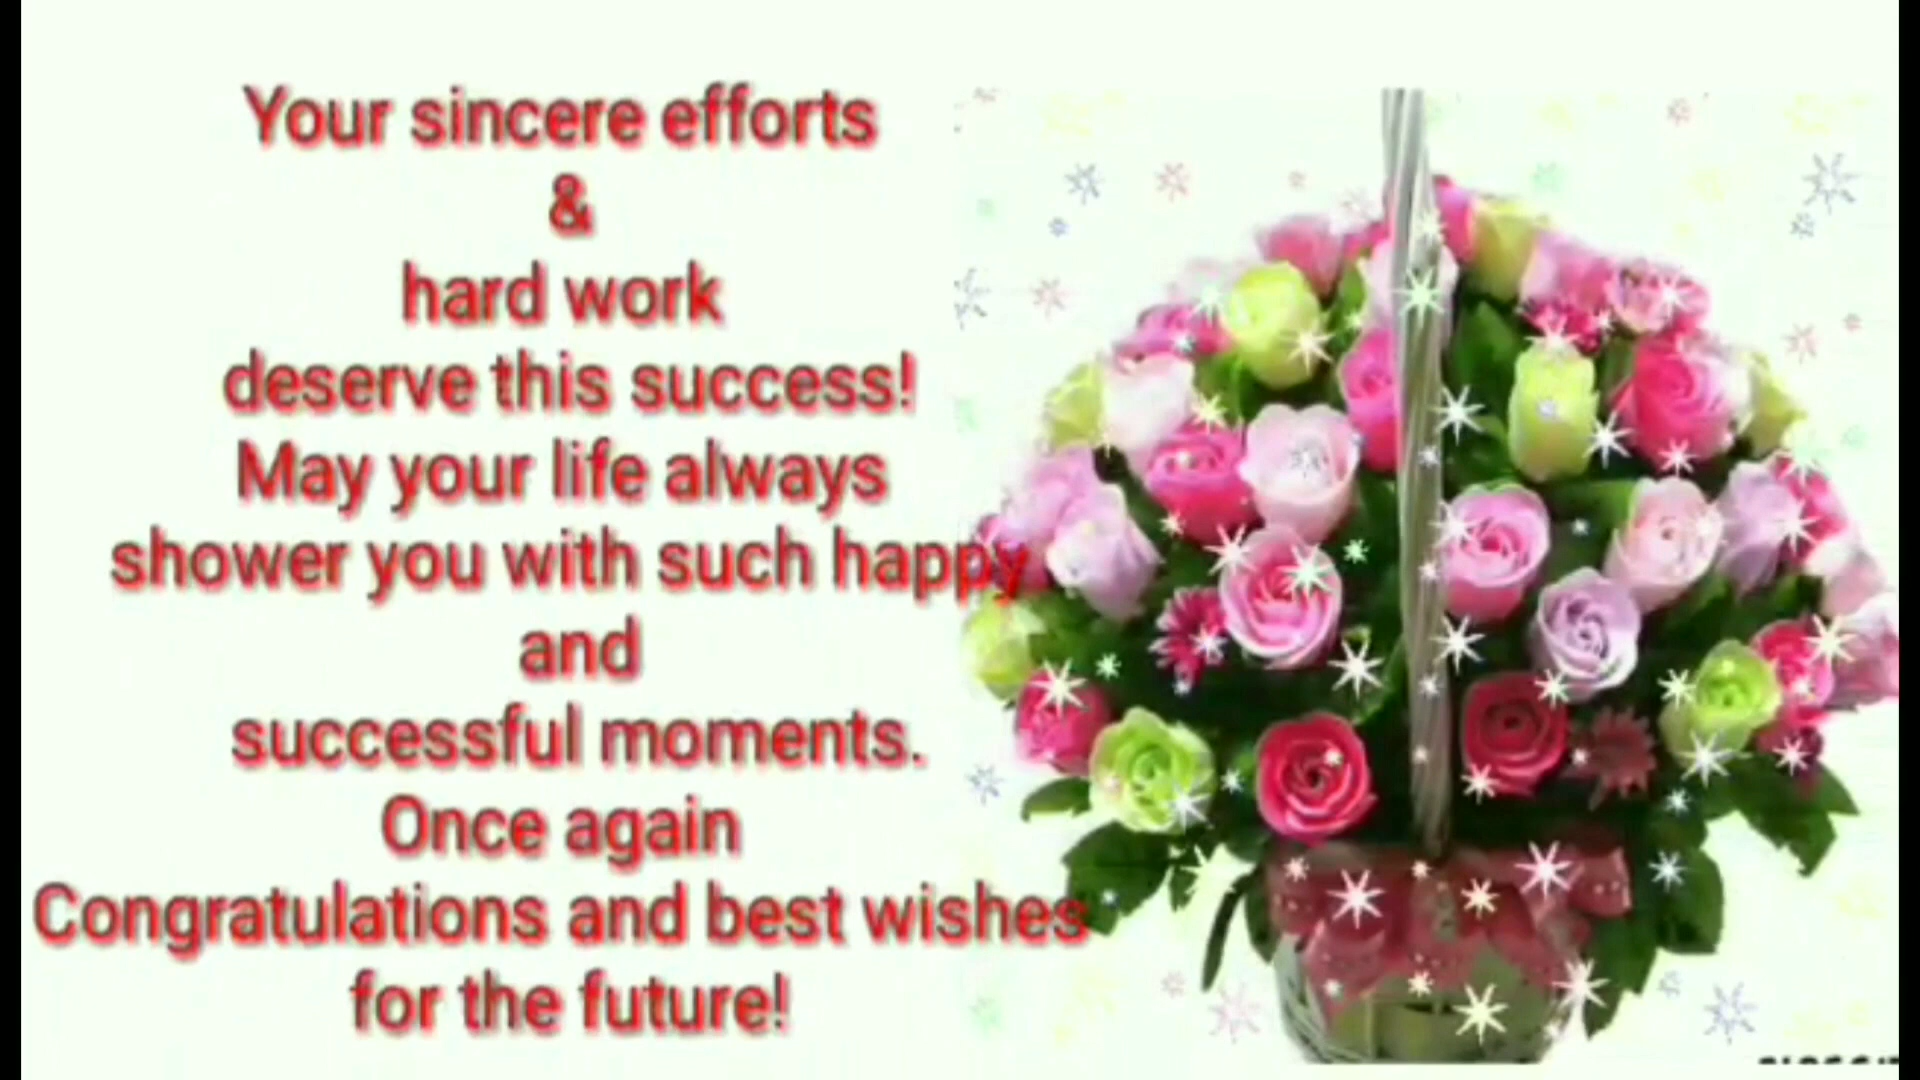 Your sincere efforts
&
hard work
deserve this success!
May your life always
shower you with such happy
and
successful moments.
Once again
Congratulations and best wishes
for the future!